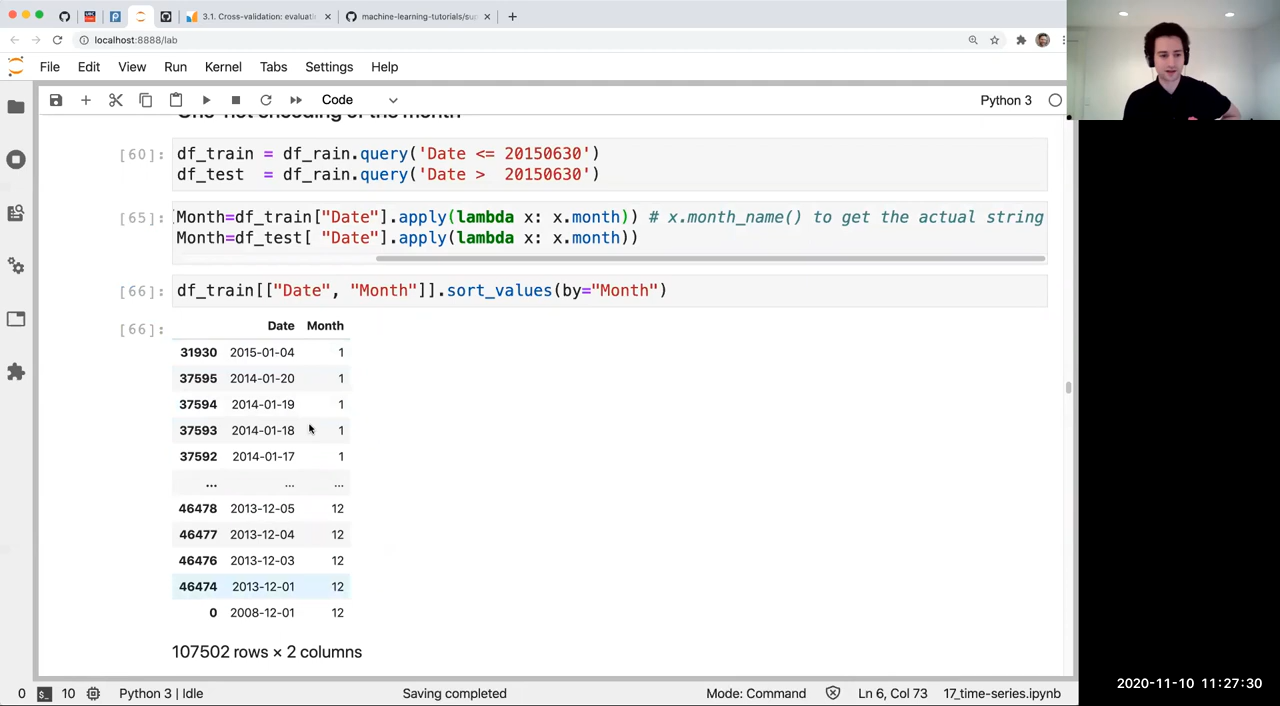 3.1. Cross-validation: evaluati
machine-learning-tutorials/su
localhost:8888/lab
File Edit View Run Kernel Tabs Settings Help
Code
Python 3
One-hot encoding of the month
[60]: df_train = df_rain.query('Date <= 20150630')
df_test = df_rain.query('Date > 20150630')
[65]: Month=df_train["Date"].apply(lambda x: x.month)) # x.month_name() to get the actual string
Month=df_test[ "Date"].apply(lambda x: x.month))
[66]: df_train[["Date", "Month"]].sort_values(by="Month")
[66]: Date Month
31930 2015-01-04 1
37595 2014-01-20 1
37594 2014-01-19 1
37593 2014-01-18 1
37592 2014-01-17 1
... ... ...
46478 2013-12-05 12
46477 2013-12-04 12
46476 2013-12-03 12
46474 2013-12-01 12
0 2008-12-01 12
107502 rows × 2 columns
0 10 Python 3 | Idle Saving completed Mode: Command Ln 6, Col 73 17_time-series.ipynb
2020-11-10 11:27:30